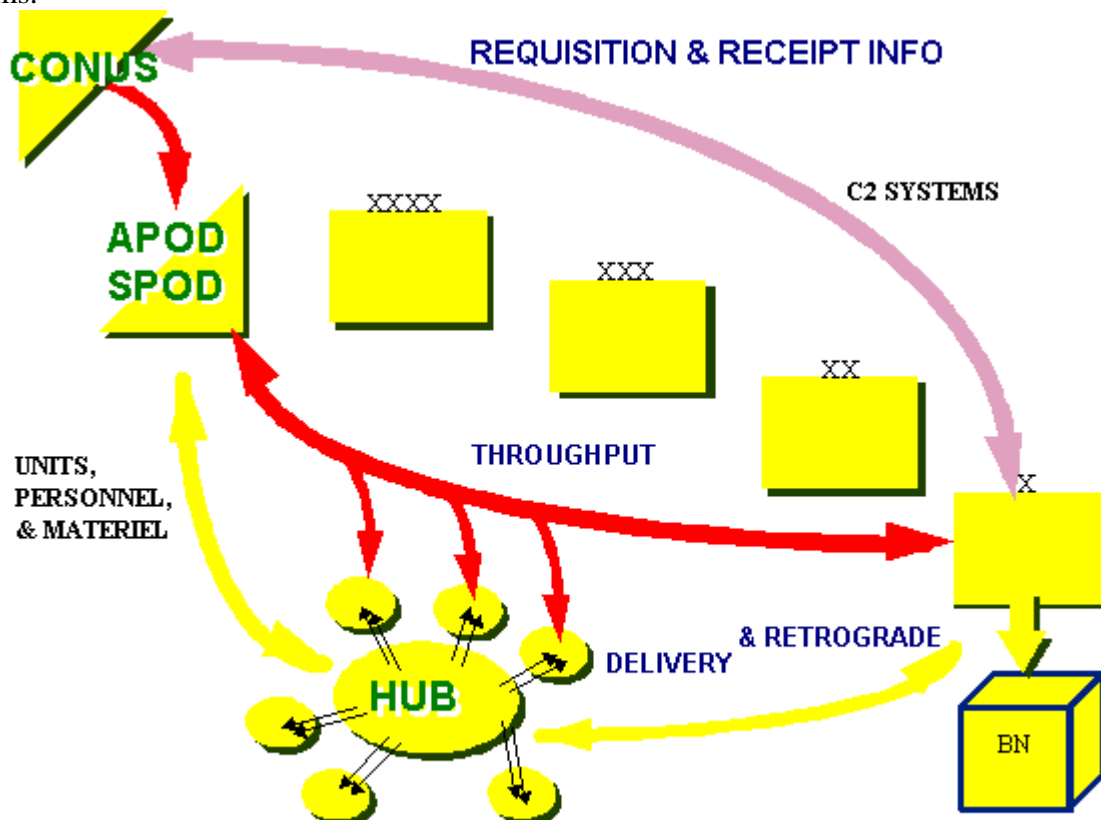 ns.
CONUS
REQUISITION & RECEIPT INFO
C2 SYSTEMS
XXXX
APOD
SPOD
XXX
XX
THROUGHPUT
UNITS,
PERSONNEL,
& MATERIEL
X
& RETROGRADE
DELIVERY
HUB
BN